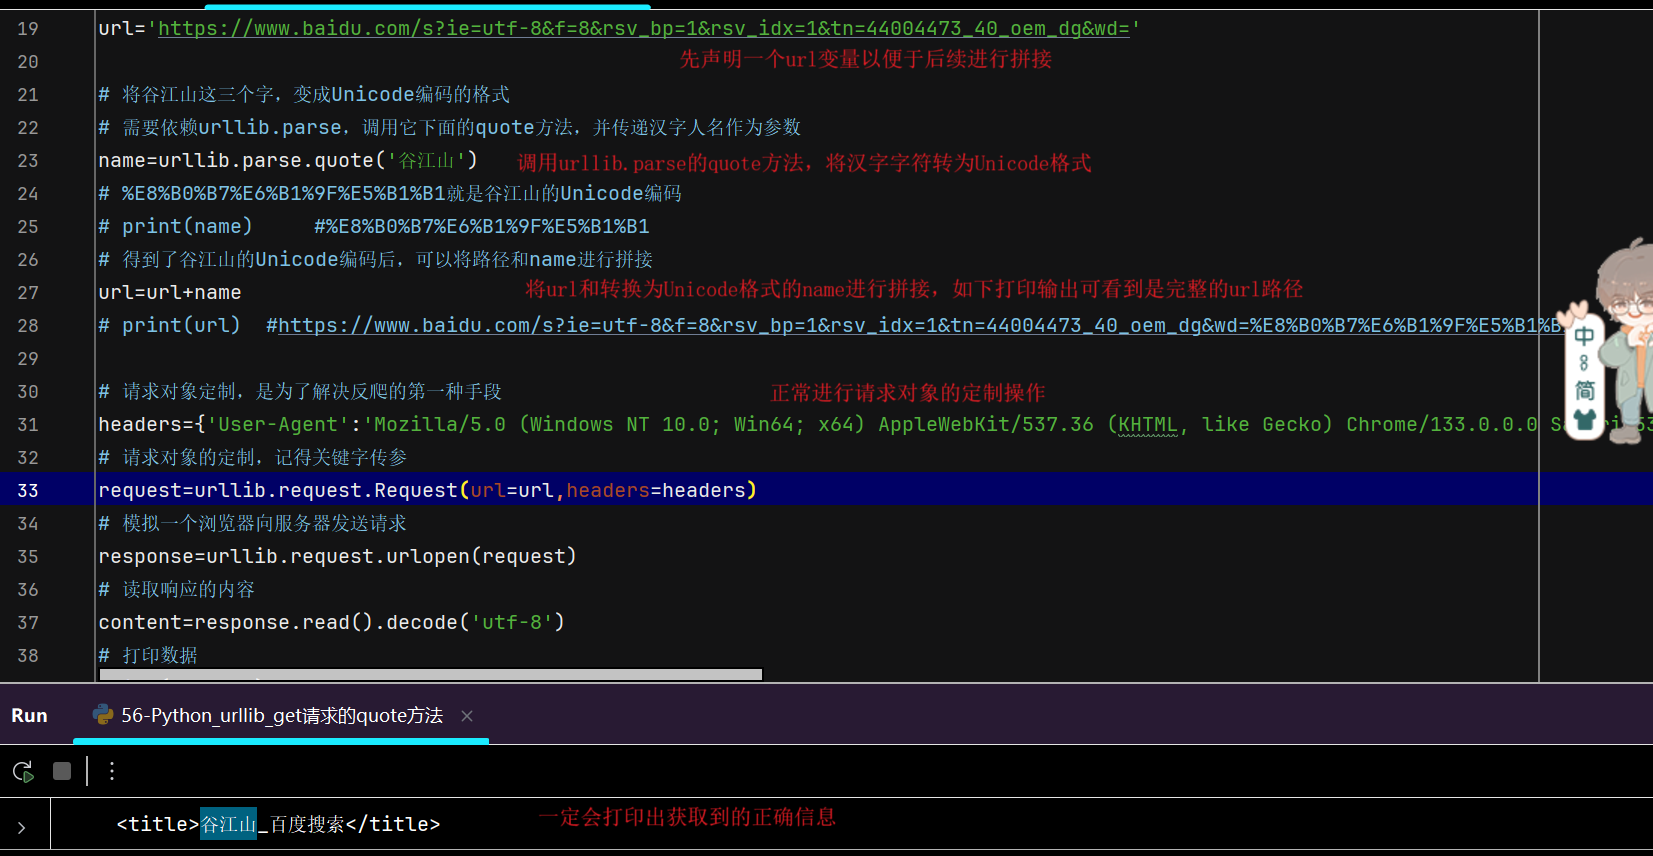 19 url='https://www.baidu.com/s?ie=utf-8&f=8&rsv_bp=1&rsv_idx=1&tn=44004473_40_oem_dg&wd='
20 先声明一个url变量以便于后续进行拼接
21 # 将谷江山这三个字，变成Unicode编码的格式
22 # 需要依赖urllib.parse，调用它下面的quote方法，并传递汉字人名作为参数
23 name=urllib.parse.quote('谷江山') 调用urllib.parse的quote方法，将汉字字符转为Unicode格式
24 # %E8%B0%B7%E6%B1%9F%E5%B1%B1就是谷江山的Unicode编码
25 # print(name) #%E8%B0%B7%E6%B1%9F%E5%B1%B1
26 # 得到了谷江山的Unicode编码后，可以将路径和name进行拼接
27 url=url+name 将url和转换为Unicode格式的name进行拼接，如下打印输出可看到是完整的url路径
28 # print(url) #https://www.baidu.com/s?ie=utf-8&f=8&rsv_bp=1&rsv_idx=1&tn=44004473_40_oem_dg&wd=%E8%B0%B7%E6%B1%9F%E5%B1%B
29
30 # 请求对象定制，是为了解决反爬的第一种手段 正常进行请求对象的定制操作
31 headers={'User-Agent':'Mozilla/5.0 (Windows NT 10.0; Win64; x64) AppleWebKit/537.36 (KHTML, like Gecko) Chrome/133.0.0.0 S
32 # 请求对象的定制，记得关键字传参
33 request=urllib.request.Request(url=url,headers=headers)
34 # 模拟一个浏览器向服务器发送请求
35 response=urllib.request.urlopen(request)
36 # 读取响应的内容
37 content=response.read().decode('utf-8')
38 # 打印数据
中
简
Run 56-Python_urllib_get请求的quote方法
<title>谷江山_百度搜索</title> 一定会打印出获取到的正确信息